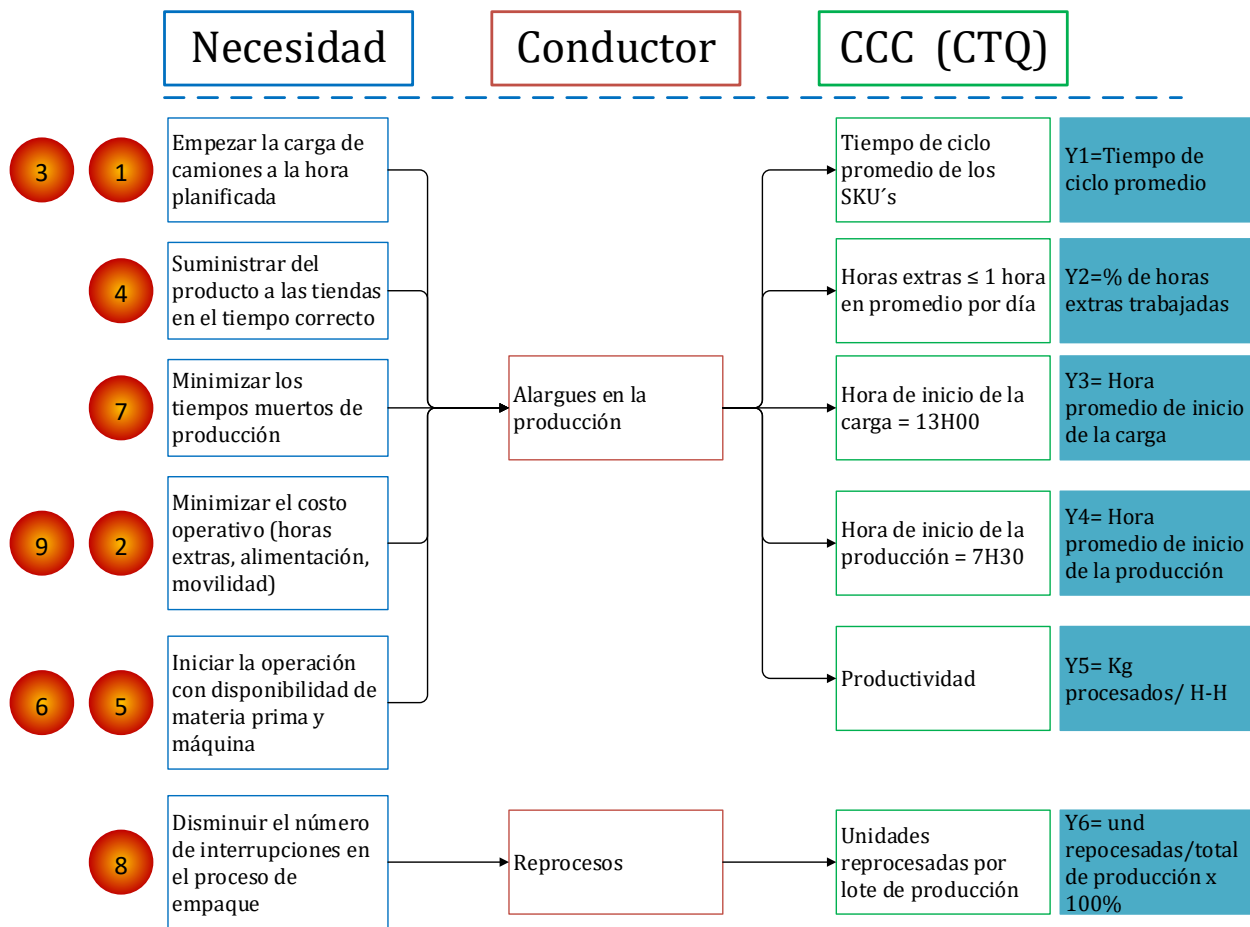 Necesidad
Conductor
CCC (CTQ)
3
1
Empezar la carga de
camiones a la hora
planificada
Tiempo de ciclo
promedio de los
SKU´s
Y1=Tiempo de
ciclo promedio
4
Suministrar del
producto a las tiendas
en el tiempo correcto
Horas extras ≤ 1 hora
en promedio por día
Y2=% de horas
extras trabajadas
7
Minimizar los
tiempos muertos de
producción
Alargues en la
producción
Hora de inicio de la
carga = 13H00
Y3= Hora
promedio de inicio
de la carga
9
2
Minimizar el costo
operativo (horas
extras, alimentación,
movilidad)
Hora de inicio de la
producción = 7H30
Y4= Hora
promedio de inicio
de la producción
6
5
Iniciar la operación
con disponibilidad de
materia prima y
máquina
Productividad
Y5= Kg
procesados/ H-H
8
Disminuir el número
de interrupciones en
el proceso de
empaque
Reprocesos
Unidades
reprocesadas por
lote de producción
Y6= und
repocesadas/total
de producción x
100%